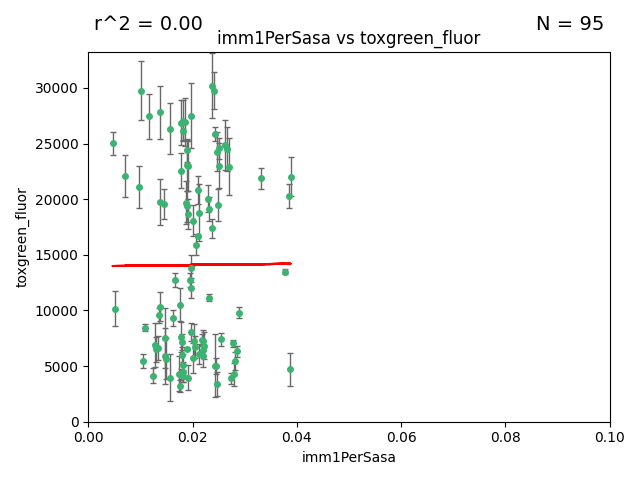 r^2 = 0.00
N = 95
imm1PerSasa vs toxgreen_fluor
30000
25000
20000
15000
10000
5000
0
toxgreen_fluor
0.00 0.02 0.04 0.06 0.08 0.10
imm1PerSasa